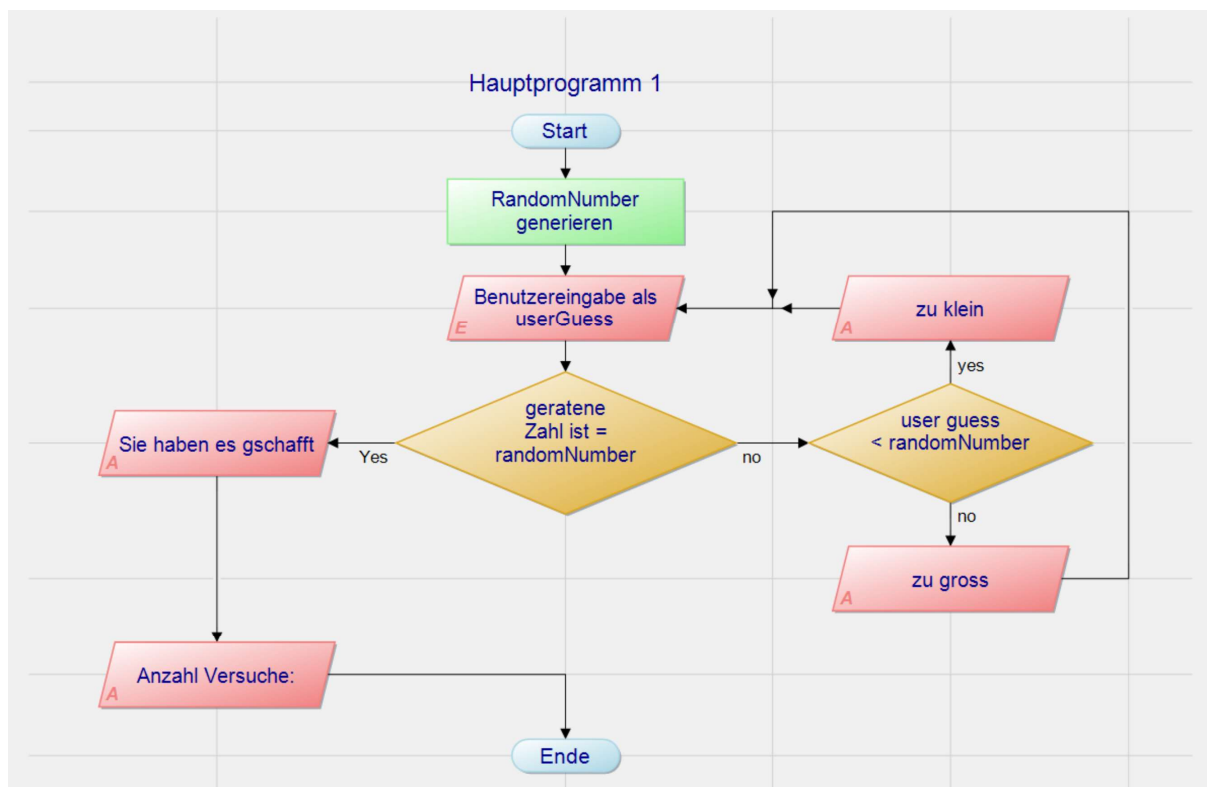 Hauptprogramm 1
Start
RandomNumber
generieren
Benutzereingabe als
userGuess
E
zu klein
A
yes
geratene
Zahl ist =
randomNumber
Yes
no
user guess
< randomNumber
Sie haben es gschafft
A
no
zu gross
A
Anzahl Versuche:
A
Ende